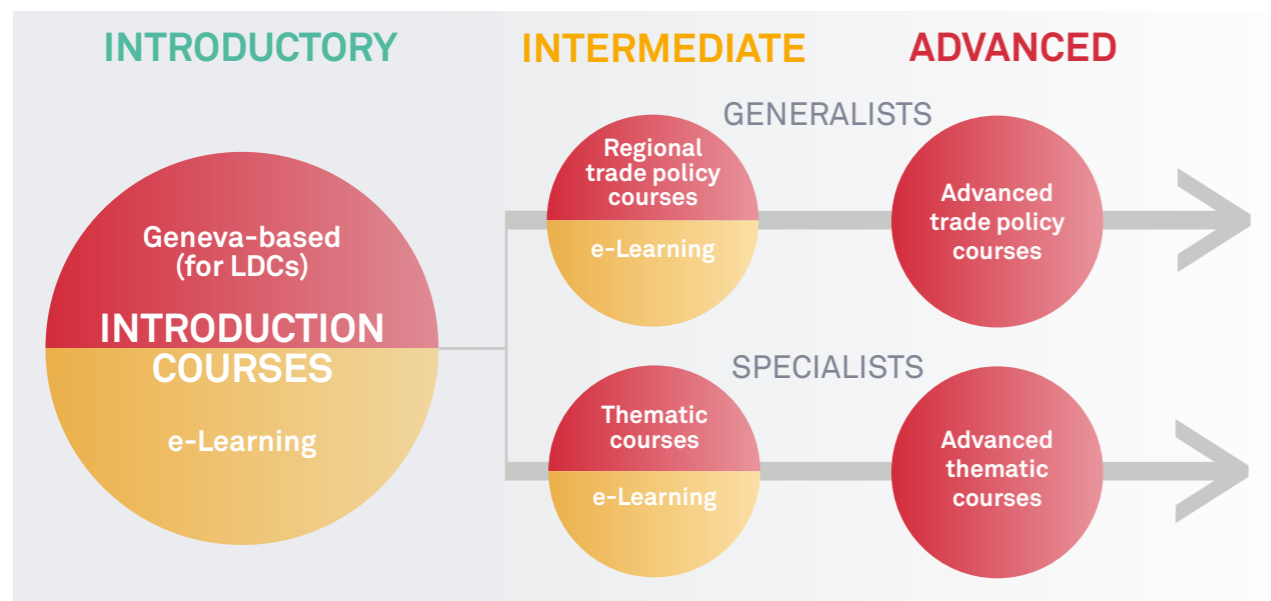 INTRODUCTORY
INTERMEDIATE
ADVANCED
GENERALISTS
Geneva-based
(for LDCs)
INTRODUCTION
COURSES
e-Learning
Regional
trade policy
courses
e-Learning
Advanced
trade policy
courses
SPECIALISTS
Thematic
courses
e-Learning
Advanced
thematic
courses